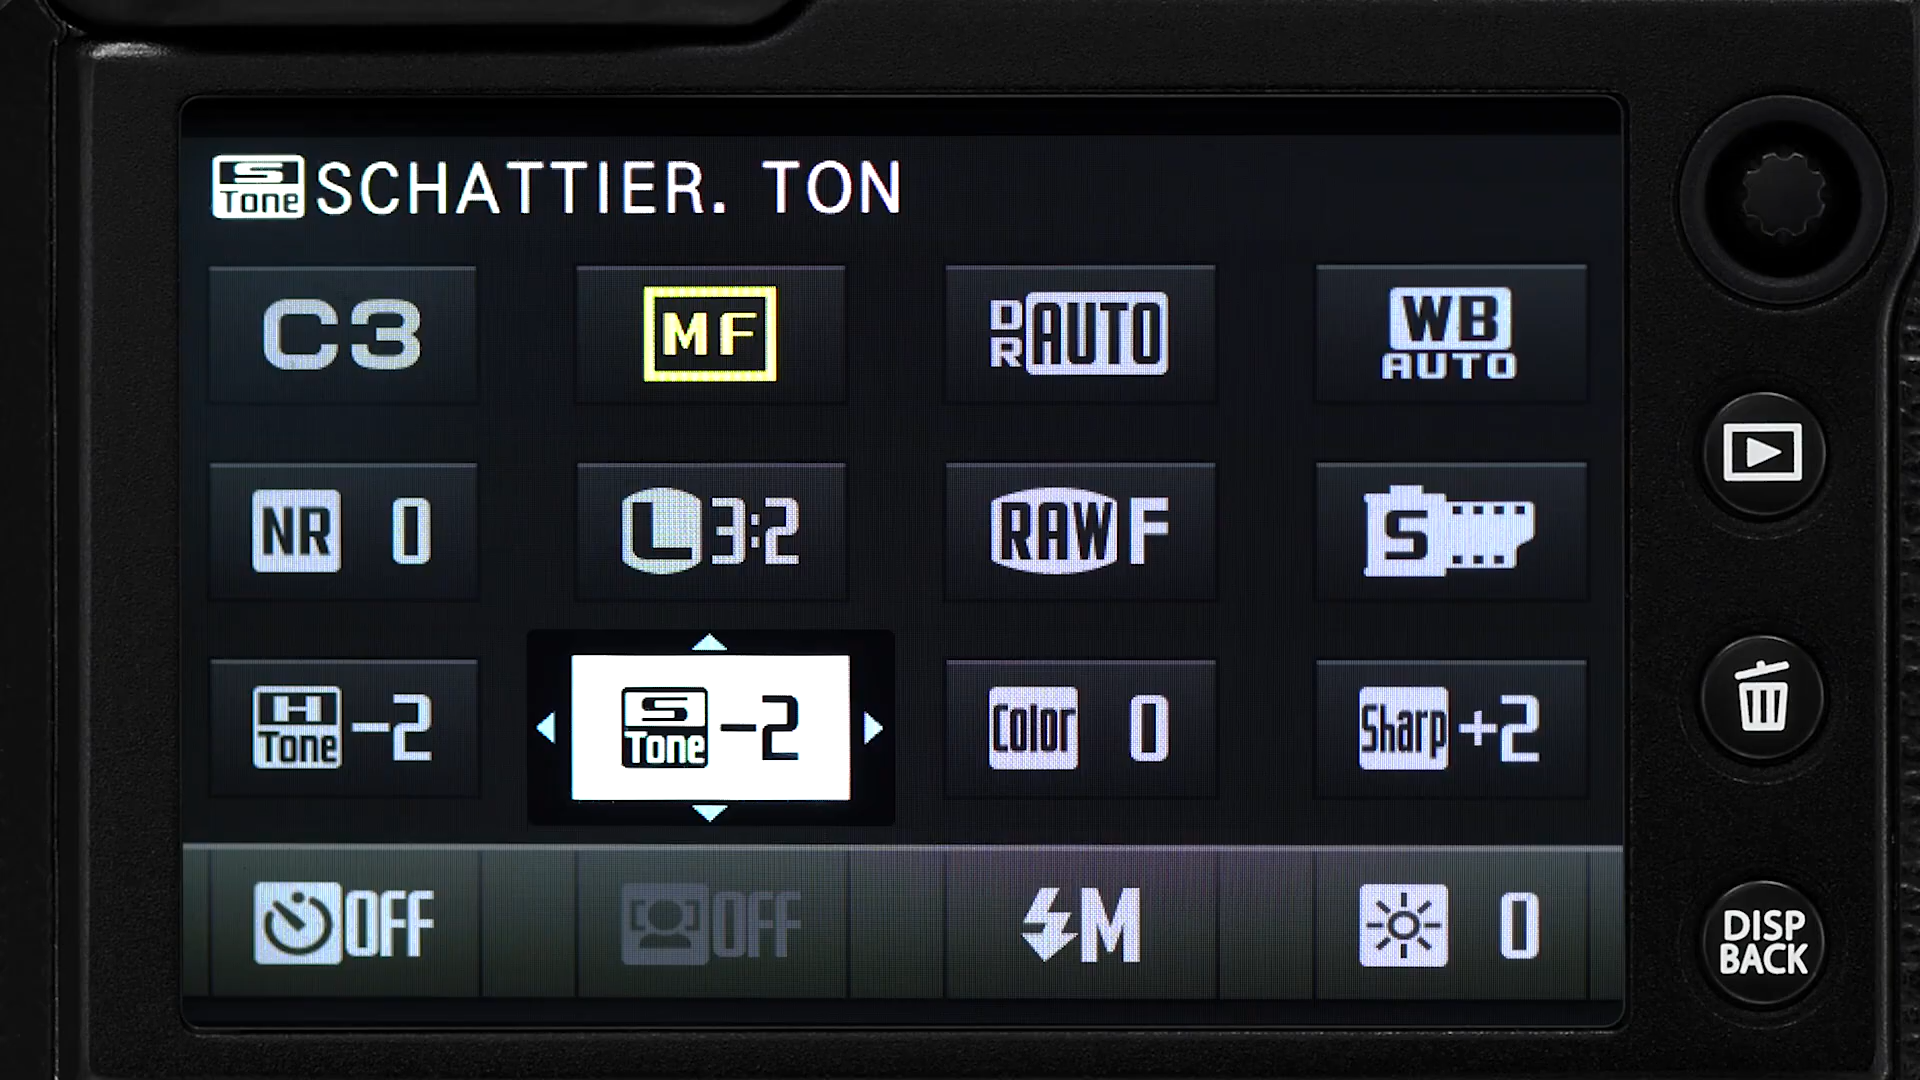 S Tone SCHATTIER. TON
C3 MF DR AUTO WB AUTO
NR 0 L 3:2 RAW F S
H Tone -2 S Tone -2 Color 0 Sharp +2
OFF OFF M 0
DISP
BACK